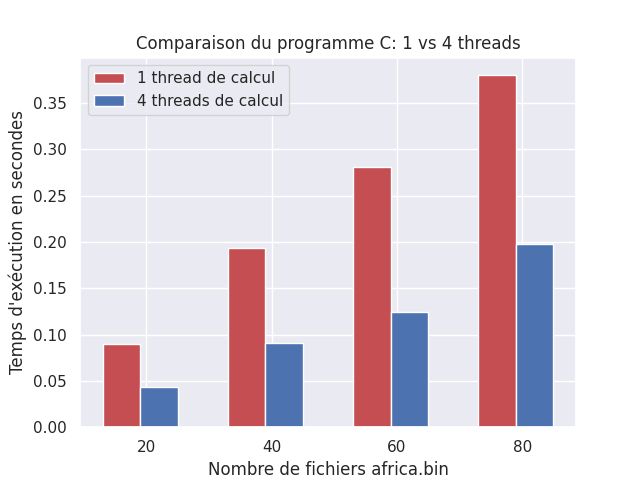 Comparaison du programme C: 1 vs 4 threads
1 thread de calcul
4 threads de calcul
Temps d'exécution en secondes
0.35
0.30
0.25
0.20
0.15
0.10
0.05
0.00
20 40 60 80
Nombre de fichiers africa.bin